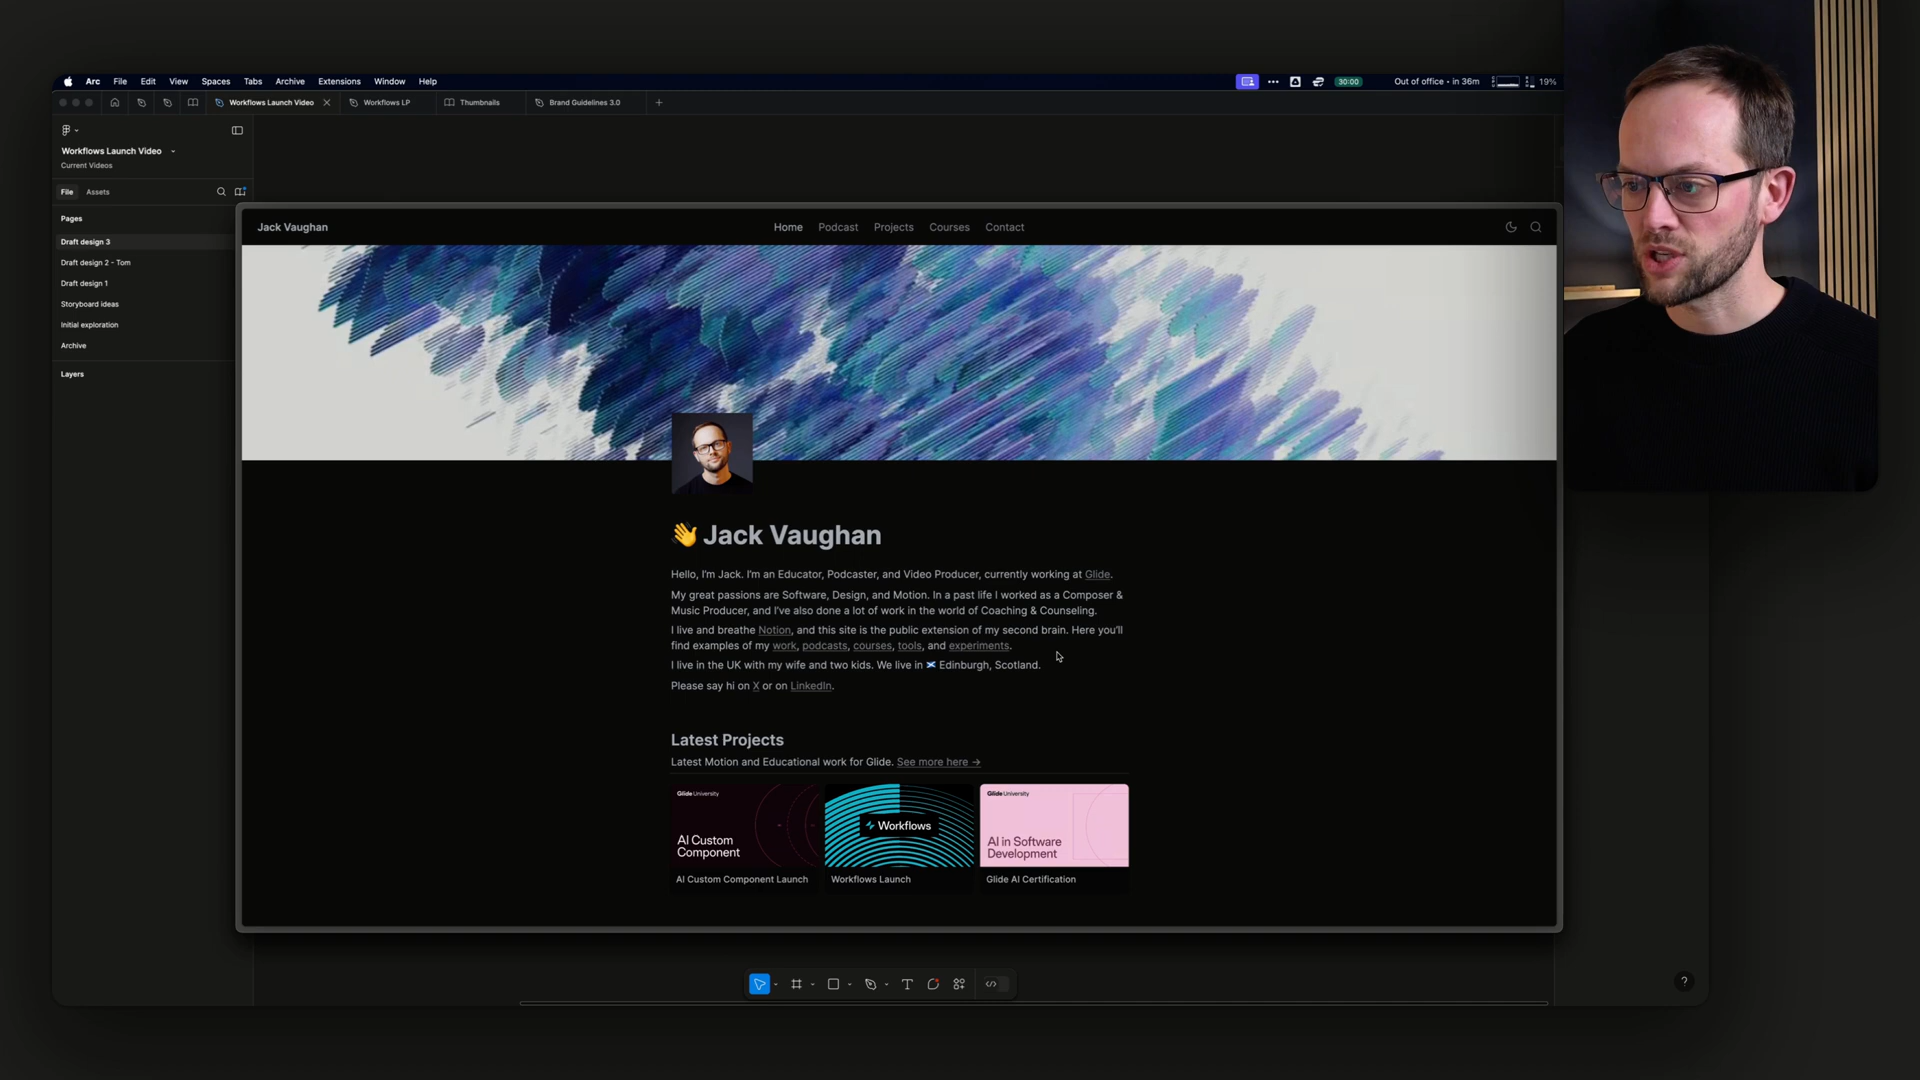 Arc File Edit View Spaces Tabs Archive Extensions Window Help
30:00 Out of office • in 36m 19%
Workflows Launch Video Workflows LP Thumbnails Brand Guidelines 3.0
Workflows Launch Video
Current Videos
File Assets
Pages
Draft design 3
Draft design 2 - Tom
Draft design 1
Storyboard ideas
Initial exploration
Archive
Layers
Jack Vaughan Home Podcast Projects Courses Contact
👋 Jack Vaughan
Hello, I'm Jack. I'm an Educator, Podcaster, and Video Producer, currently working at Glide.
My great passions are Software, Design, and Motion. In a past life I worked as a Composer &
Music Producer, and I've also done a lot of work in the world of Coaching & Counseling.
I live and breathe Notion, and this site is the public extension of my second brain. Here you'll
find examples of my work, podcasts, courses, tools, and experiments.
I live in the UK with my wife and two kids. We live in 🏴󠁧󠁢󠁳󠁣󠁴󠁿 Edinburgh, Scotland.
Please say hi on X or on LinkedIn.
Latest Projects
Latest Motion and Educational work for Glide. See more here →
Glide University
AI Custom
Component
AI Custom Component Launch
Workflows
Workflows Launch
Glide University
AI in Software
Development
Glide AI Certification
?